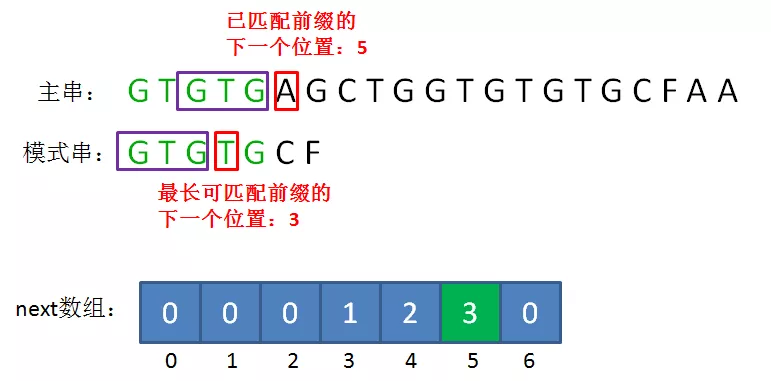 已匹配前缀的
下一个位置：5
主串： G T G T G A G C T G G T G T G T G C F A A
模式串： G T G T G C F
最长可匹配前缀的
下一个位置：3
next数组： 0 0 0 1 2 3 0
0 1 2 3 4 5 6